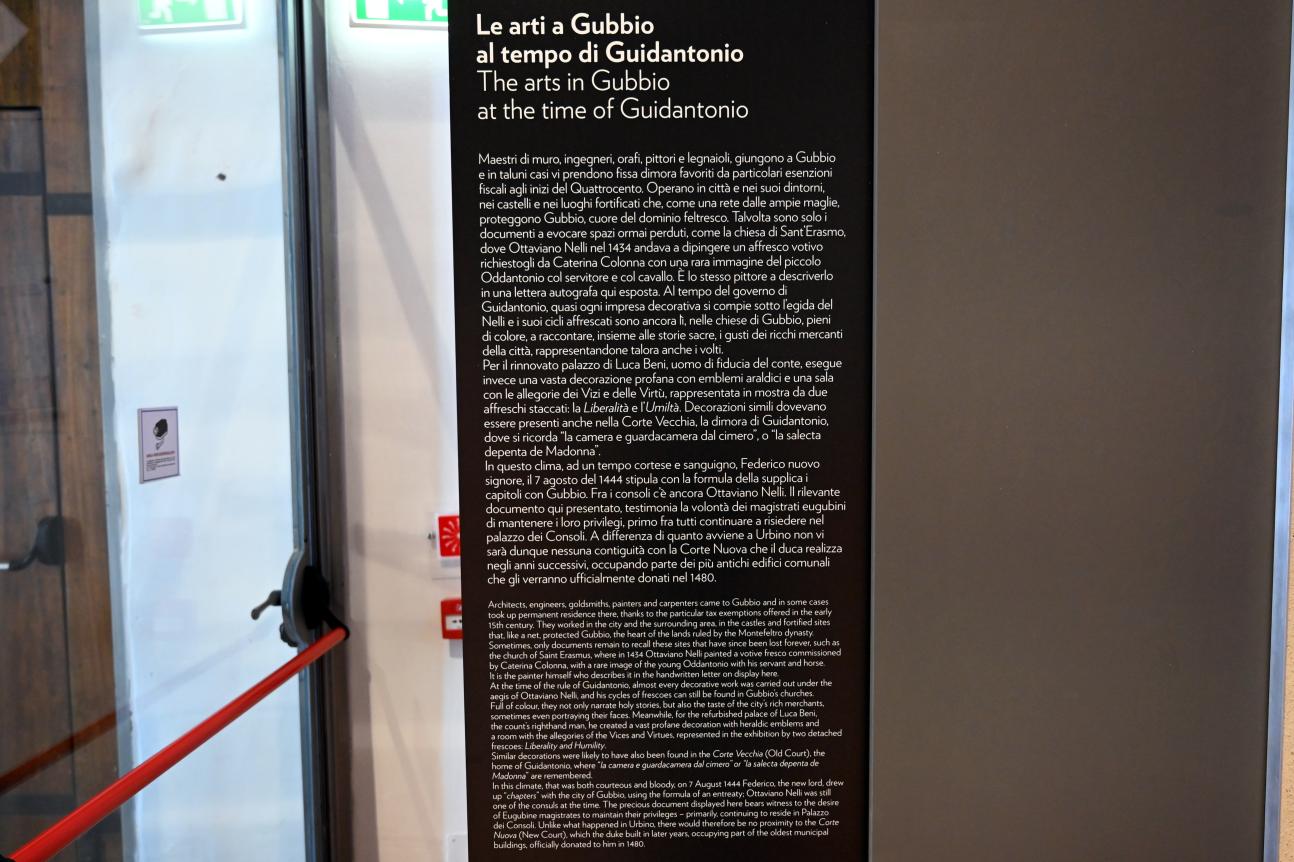 Le arti a Gubbio
al tempo di Guidantonio
The arts in Gubbio
at the time of Guidantonio
Maestri di muro, ingegneri, orafi, pittori e legnaioli, giungono a Gubbio
e in taluni casi vi prendono fissa dimora favoriti da particolari esenzioni
fiscali agli inizi del Quattrocento. Operano in città e nei suoi dintorni,
nei castelli e nei luoghi fortificati che, come una rete dalle ampie maglie,
proteggono Gubbio, cuore del dominio feltresco. Talvolta sono solo i
documenti a evocare spazi ormai perduti, come la chiesa di Sant'Erasmo,
dove Ottaviano Nelli nel 1434 andava a dipingere un affresco votivo
richiestogli da Caterina Colonna con una rara immagine del piccolo
Oddantonio col servitore e col cavallo. È lo stesso pittore a descriverlo
in una lettera autografa qui esposta. Al tempo del governo di
Guidantonio, quasi ogni impresa decorativa si compie sotto l'egida del
Nelli e i suoi cicli affrescati sono ancora lì, nelle chiese di Gubbio, pieni
di colore, a raccontare, insieme alle storie sacre, i gusti dei ricchi mercanti
della città, rappresentandone talora anche i volti.
Per il rinnovato palazzo di Luca Beni, uomo di fiducia del conte, esegue
invece una vasta decorazione profana con emblemi araldici e una sala
con le allegorie dei Vizi e delle Virtù, rappresentata in mostra da due
affreschi staccati: la Liberalità e l'Umiltà. Decorazioni simili dovevano
essere presenti anche nella Corte Vecchia, la dimora di Guidantonio,
dove si ricorda "la camera e guardacamera dal cimero", o "la salecta
depenta de Madonna".
In questo clima, ad un tempo cortese e sanguigno, Federico nuovo
signore, il 7 agosto del 1444 stipula con la formula della supplica i
capitoli con Gubbio. Fra i consoli c'è ancora Ottaviano Nelli. Il rilevante
documento qui presentato, testimonia la volontà dei magistrati eugubini
di mantenere i loro privilegi, primo fra tutti continuare a risiedere nel
palazzo dei Consoli. A differenza di quanto avviene a Urbino non vi
sarà dunque nessuna contiguità con la Corte Nuova che il duca realizza
negli anni successivi, occupando parte dei più antichi edifici comunali
che gli verranno ufficialmente donati nel 1480.
Architects, engineers, goldsmiths, painters and carpenters came to Gubbio and in some cases
took up permanent residence there, thanks to the particular tax exemptions offered in the early
15th century. They worked in the city and the surrounding area, in the castles and fortified sites
that, like a net, protected Gubbio, the heart of the lands ruled by the Montefeltro dynasty.
Sometimes, only documents remain to recall these sites that have since been lost forever, such as
the church of Saint Erasmus, where in 1434 Ottaviano Nelli painted a votive fresco commissioned
by Caterina Colonna, with a rare image of the young Oddantonio with his servant and horse.
It is the painter himself who describes it in the handwritten letter on display here.
At the time of the rule of Guidantonio, almost every decorative work was carried out under the
aegis of Ottaviano Nelli, and his cycles of frescoes can still be found in Gubbio's churches.
Full of colour, they not only narrate holy stories, but also the taste of the city's rich merchants,
sometimes even portraying their faces. Meanwhile, for the refurbished palace of Luca Beni,
the count's righthand man, he created a vast profane decoration with heraldic emblems and
a room with the allegories of the Vices and Virtues, represented in the exhibition by two detached
frescoes: Liberality and Humility.
Similar decorations were likely to have also been found in the Corte Vecchia (Old Court), the
home of Guidantonio, where "la camera e guardacamera dal cimero" or "la salecta depenta de
Madonna" are remembered.
In this climate, that was both courteous and bloody, on 7 August 1444 Federico, the new lord, drew
up "chapters" with the city of Gubbio, using the formula of an entreaty; Ottaviano Nelli was still
one of the consuls at the time. The precious document displayed here bears witness to the desire
of Eugubine magistrates to maintain their privileges – primarily, continuing to reside in Palazzo
dei Consoli. Unlike what happened in Urbino, there would therefore be no proximity to the Corte
Nuova (New Court), which the duke built in later years, occupying part of the oldest municipal
buildings, officially donated to him in 1480.